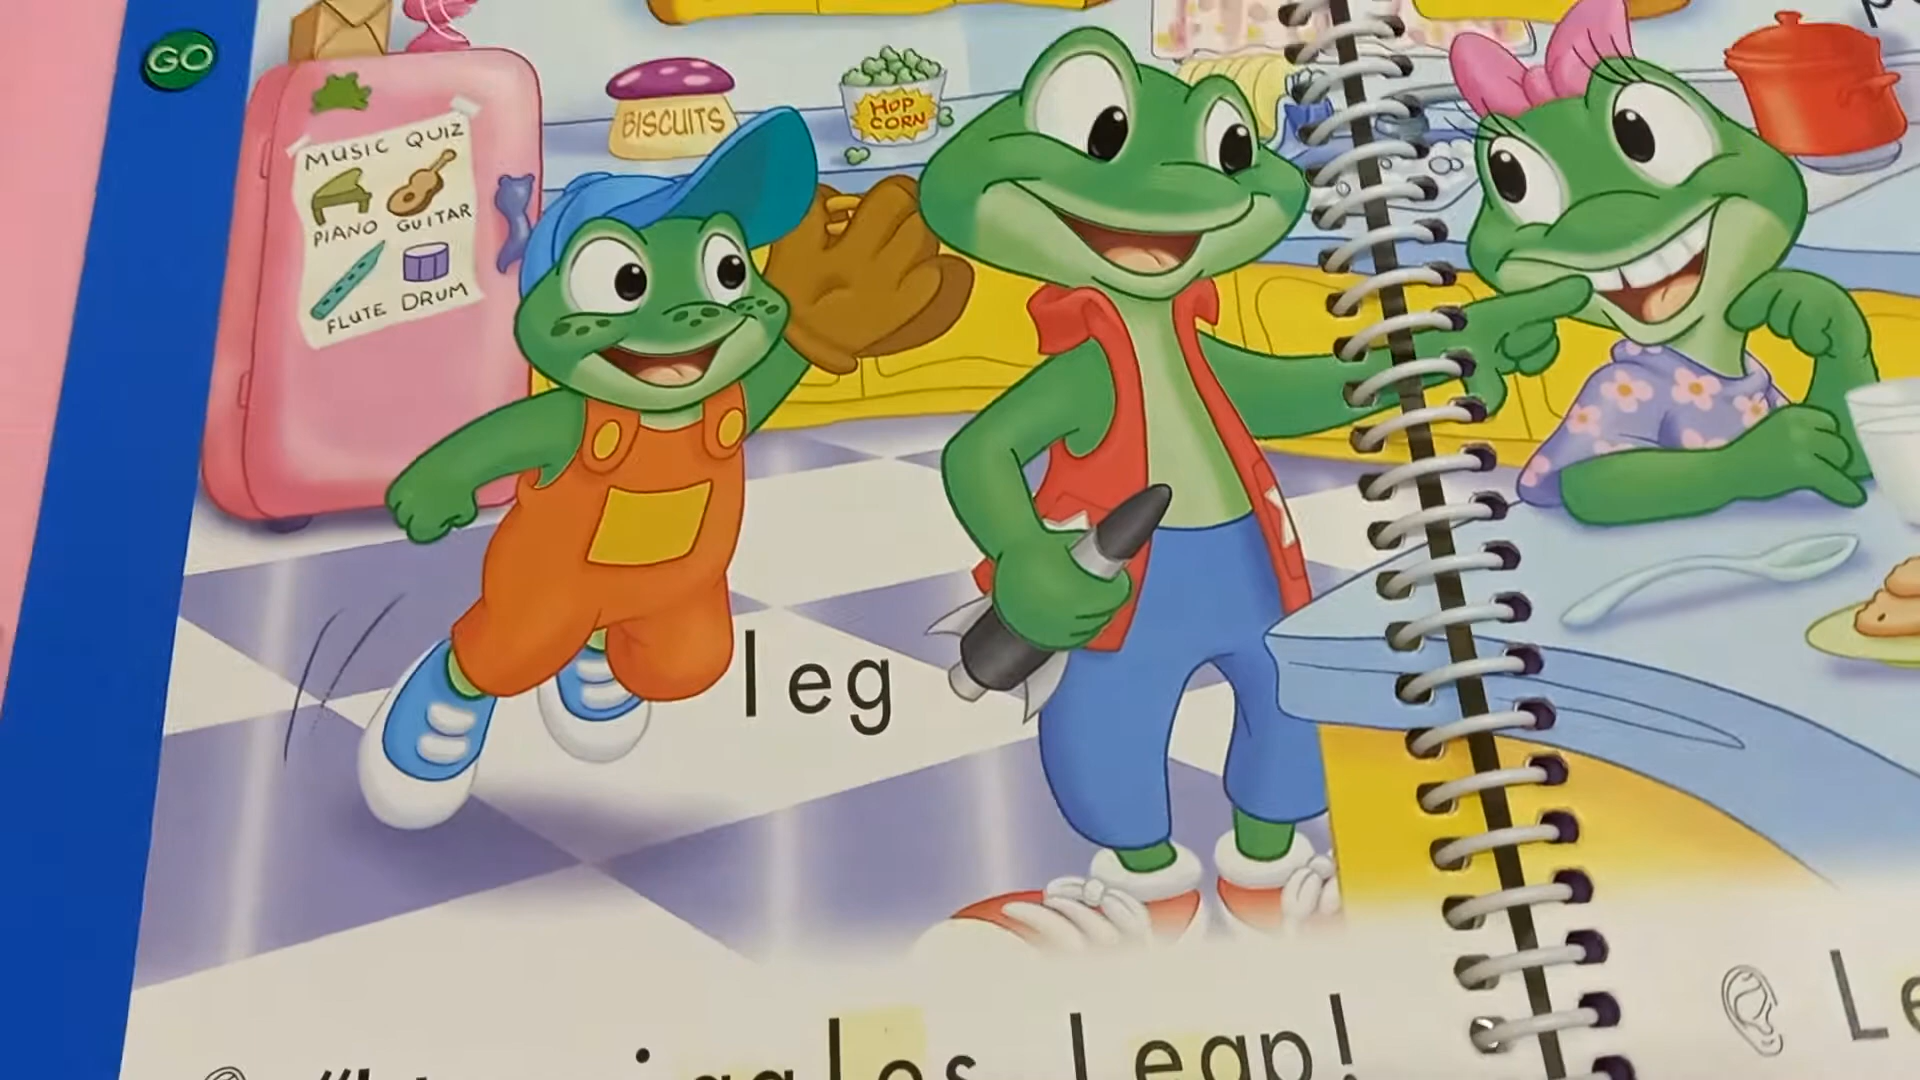 GO
MUSIC QUIZ
PIANO GUITAR
FLUTE DRUM
BISCUITS
HOP
CORN
leg
Leap!